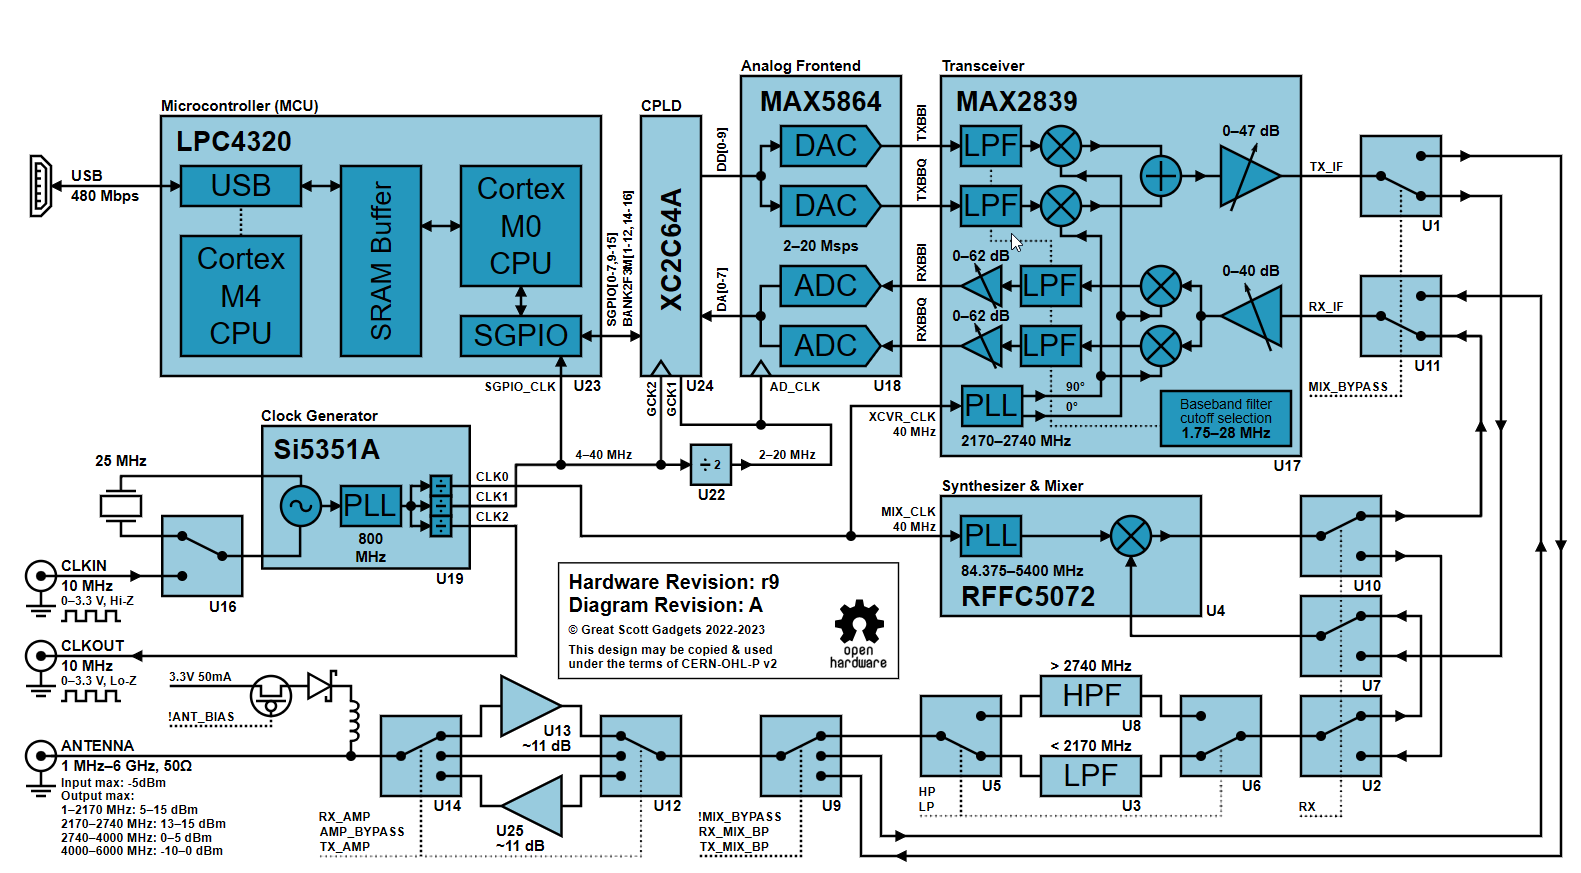 Microcontroller (MCU)
LPC4320
USB
480 Mbps
USB
Cortex
M4
CPU
SRAM Buffer
Cortex
M0
CPU
SGPIO
U23
SGPIO_CLK
SGPIO[0-7,9-15]
BANK2F3M[1-12,14-16]
CPLD
XC2C64A
U24
GCK2
GCK1
DD[0-9]
DA[0-7]
Analog Frontend
MAX5864
DAC
DAC
2–20 Msps
ADC
ADC
U18
AD_CLK
TXBBI
TXBBQ
RXBBI
RXBBQ
Transceiver
MAX2839
LPF
LPF
0–62 dB
LPF
0–62 dB
LPF
0–47 dB
0–40 dB
PLL
90°
0°
2170–2740 MHz
Baseband filter
cutoff selection
1.75–28 MHz
U17
XCVR_CLK
40 MHz
TX_IF
U1
RX_IF
U11
MIX_BYPASS
Clock Generator
Si5351A
25 MHz
PLL
800
MHz
CLK0
CLK1
CLK2
U19
U16
CLKIN
10 MHz
0–3.3 V, Hi-Z
CLKOUT
10 MHz
0–3.3 V, Lo-Z
4–40 MHz
÷ 2
U22
2–20 MHz
MIX_CLK
40 MHz
Synthesizer & Mixer
PLL
84.375–5400 MHz
RFFC5072
U4
U10
U7
U2
RX
Hardware Revision: r9
Diagram Revision: A
© Great Scott Gadgets 2022-2023
This design may be copied & used
under the terms of CERN-OHL-P v2
open
hardware
3.3V 50mA
!ANT_BIAS
ANTENNA
1 MHz–6 GHz, 50Ω
Input max: -5dBm
Output max:
1–2170 MHz: 5–15 dBm
2170–2740 MHz: 13–15 dBm
2740–4000 MHz: 0–5 dBm
4000–6000 MHz: -10–0 dBm
U14
U13
~11 dB
U25
~11 dB
U12
RX_AMP
AMP_BYPASS
TX_AMP
U9
!MIX_BYPASS
RX_MIX_BP
TX_MIX_BP
U5
HP
LP
> 2740 MHz
HPF
U8
< 2170 MHz
LPF
U3
U6